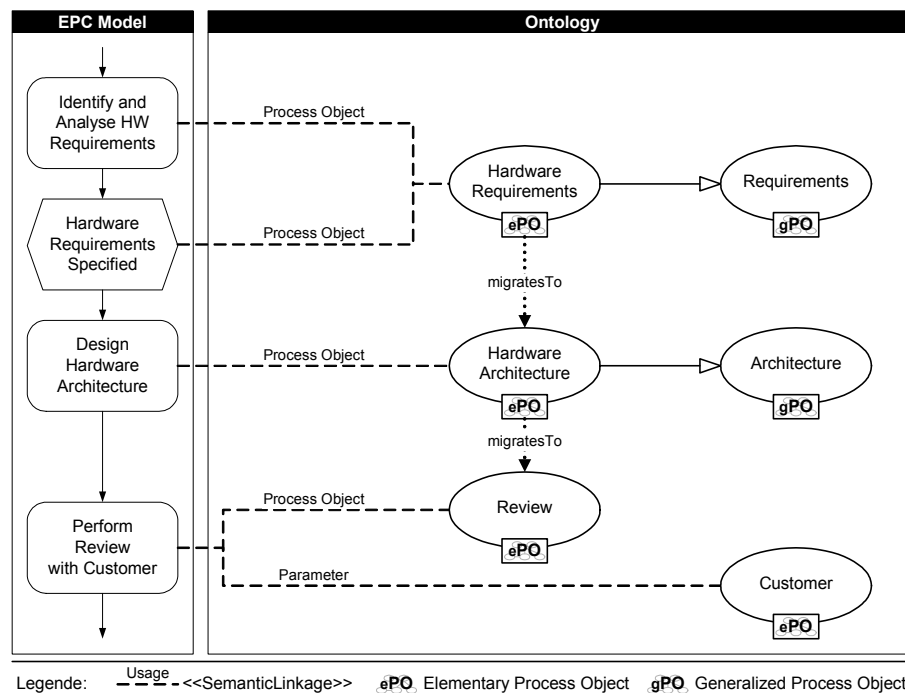 EPC Model
Ontology
Identify and
Analyse HW
Requirements
Process Object
Hardware
Requirements
ePO
Requirements
gPO
Hardware
Requirements
Specified
Process Object
migratesTo
Design
Hardware
Architecture
Process Object
Hardware
Architecture
ePO
Architecture
gPO
migratesTo
Perform
Review
with Customer
Process Object
Review
ePO
Parameter
Customer
ePO
Legende: Usage <<SemanticLinkage>> ePO Elementary Process Object gPO Generalized Process Object